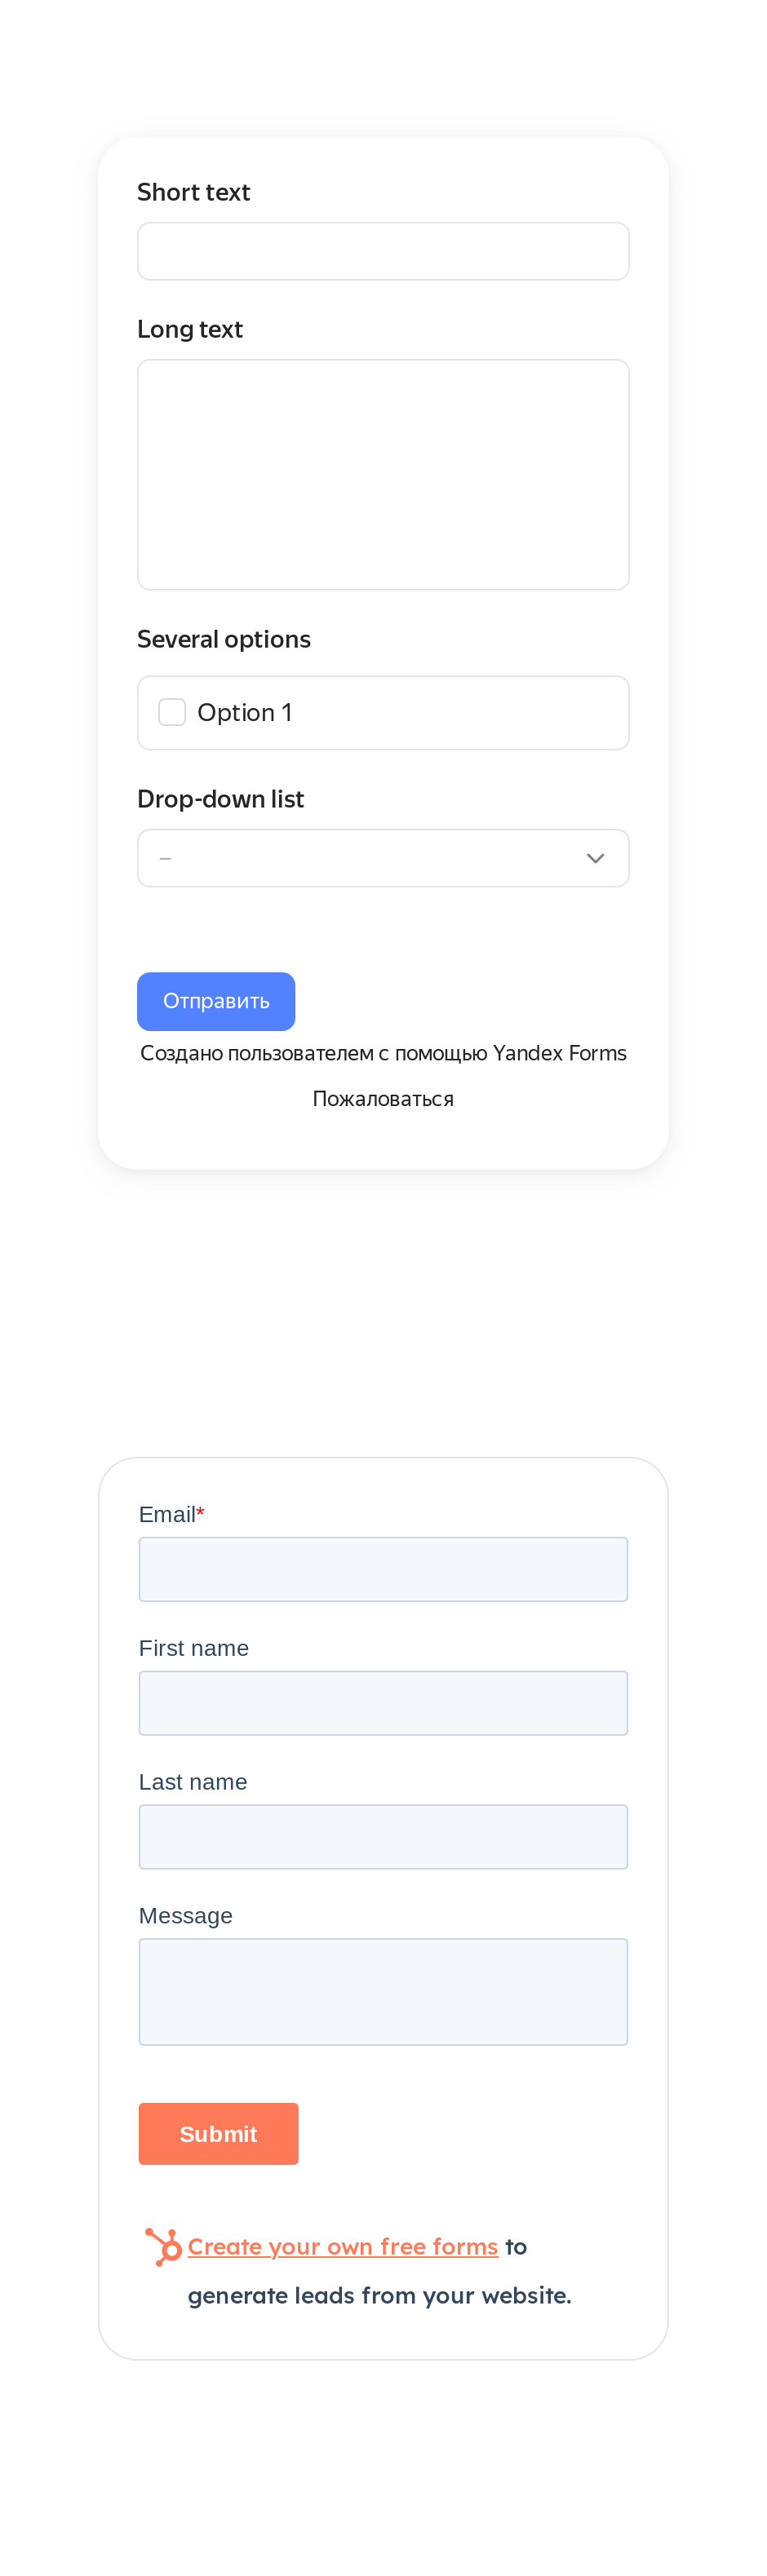 Short text
Long text
Several options
Option 1
Drop-down list
–
Отправить
Создано пользователем с помощью Yandex Forms
Пожаловаться
Email*
First name
Last name
Message
Submit
Create your own free forms to
generate leads from your website.